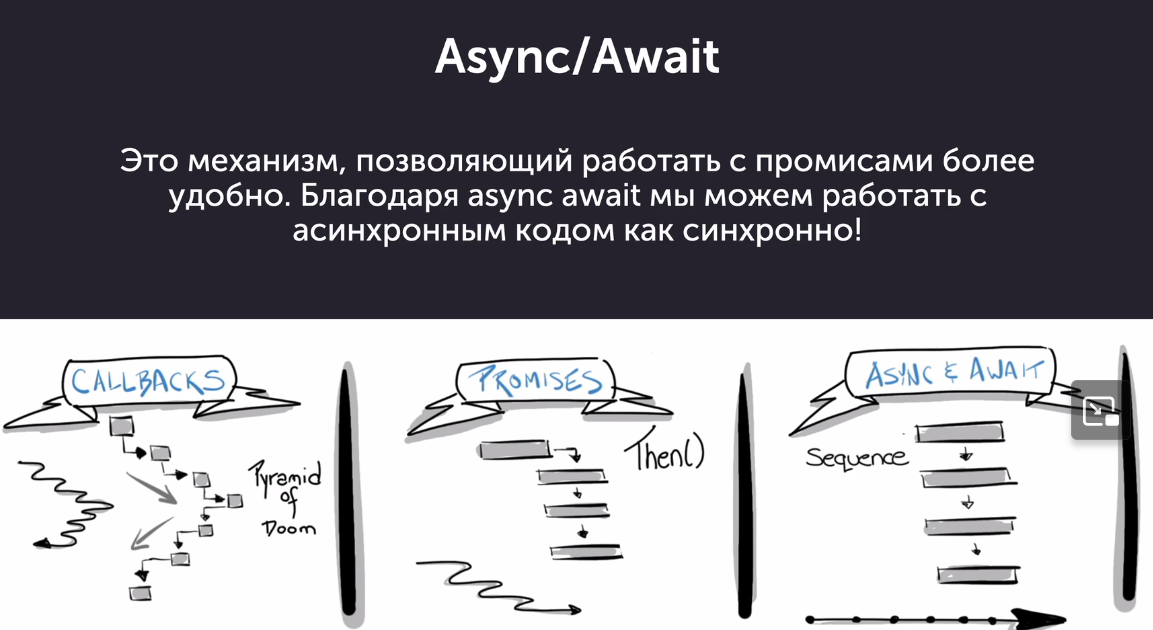 Async/Await
Это механизм, позволяющий работать с промисами более
удобно. Благодаря async await мы можем работать с
асинхронным кодом как синхронно!
CALLBACKS
Pyramid
of
Doom
PROMISES
Then()
ASYNC & AWAIT
Sequence